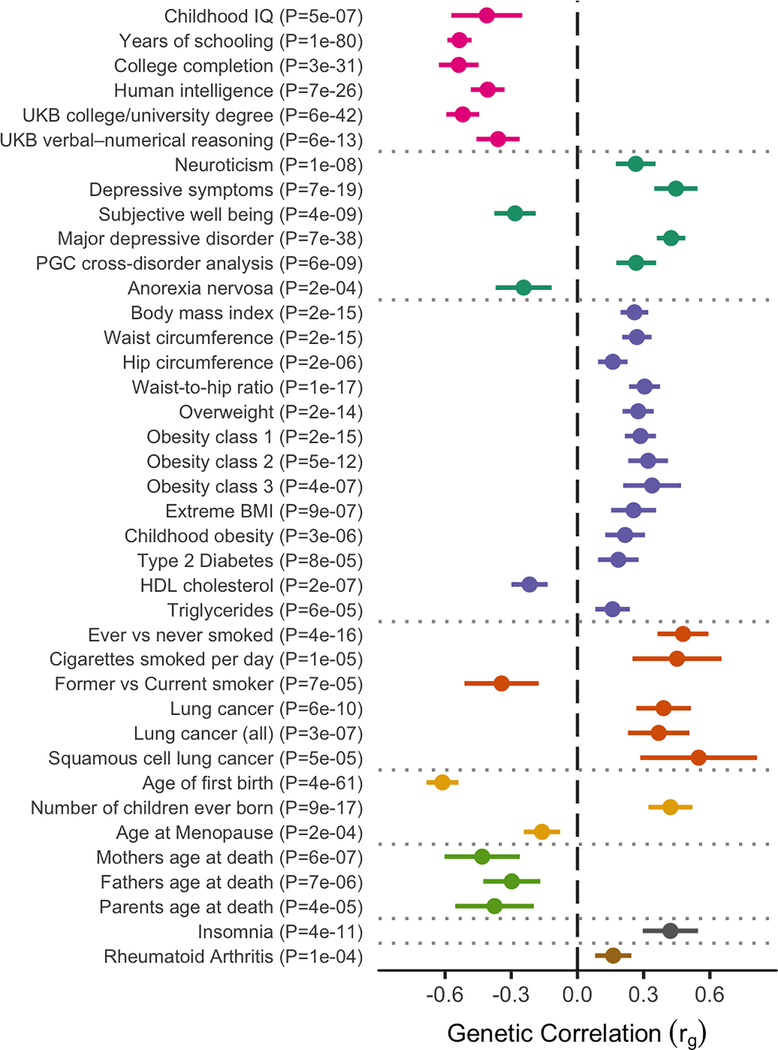 Childhood IQ (P=5e-07)
Years of schooling (P=1e-80)
College completion (P=3e-31)
Human intelligence (P=7e-26)
UKB college/university degree (P=6e-42)
UKB verbal–numerical reasoning (P=6e-13)
Neuroticism (P=1e-08)
Depressive symptoms (P=7e-19)
Subjective well being (P=4e-09)
Major depressive disorder (P=7e-38)
PGC cross-disorder analysis (P=6e-09)
Anorexia nervosa (P=2e-04)
Body mass index (P=2e-15)
Waist circumference (P=2e-15)
Hip circumference (P=2e-06)
Waist-to-hip ratio (P=1e-17)
Overweight (P=2e-14)
Obesity class 1 (P=2e-15)
Obesity class 2 (P=5e-12)
Obesity class 3 (P=4e-07)
Extreme BMI (P=9e-07)
Childhood obesity (P=3e-06)
Type 2 Diabetes (P=8e-05)
HDL cholesterol (P=2e-07)
Triglycerides (P=6e-05)
Ever vs never smoked (P=4e-16)
Cigarettes smoked per day (P=1e-05)
Former vs Current smoker (P=7e-05)
Lung cancer (P=6e-10)
Lung cancer (all) (P=3e-07)
Squamous cell lung cancer (P=5e-05)
Age of first birth (P=4e-61)
Number of children ever born (P=9e-17)
Age at Menopause (P=2e-04)
Mothers age at death (P=6e-07)
Fathers age at death (P=7e-06)
Parents age at death (P=4e-05)
Insomnia (P=4e-11)
Rheumatoid Arthritis (P=1e-04)
-0.6 -0.3 0.0 0.3 0.6
Genetic Correlation (rg)